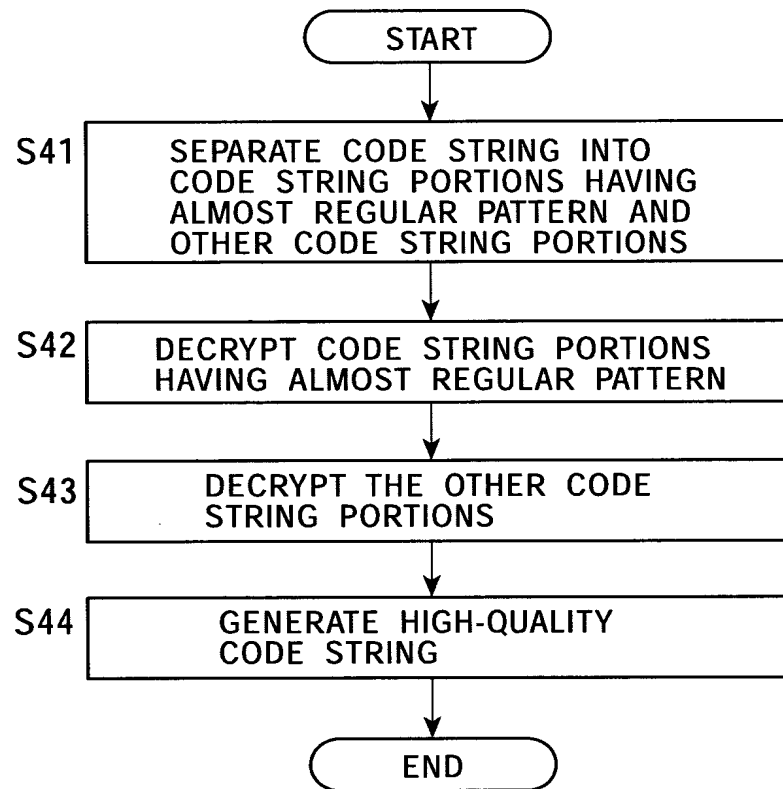 START
S41
SEPARATE CODE STRING INTO
CODE STRING PORTIONS HAVING
ALMOST REGULAR PATTERN AND
OTHER CODE STRING PORTIONS
S42
DECRYPT CODE STRING PORTIONS
HAVING ALMOST REGULAR PATTERN
S43
DECRYPT THE OTHER CODE
STRING PORTIONS
S44
GENERATE HIGH-QUALITY
CODE STRING
END